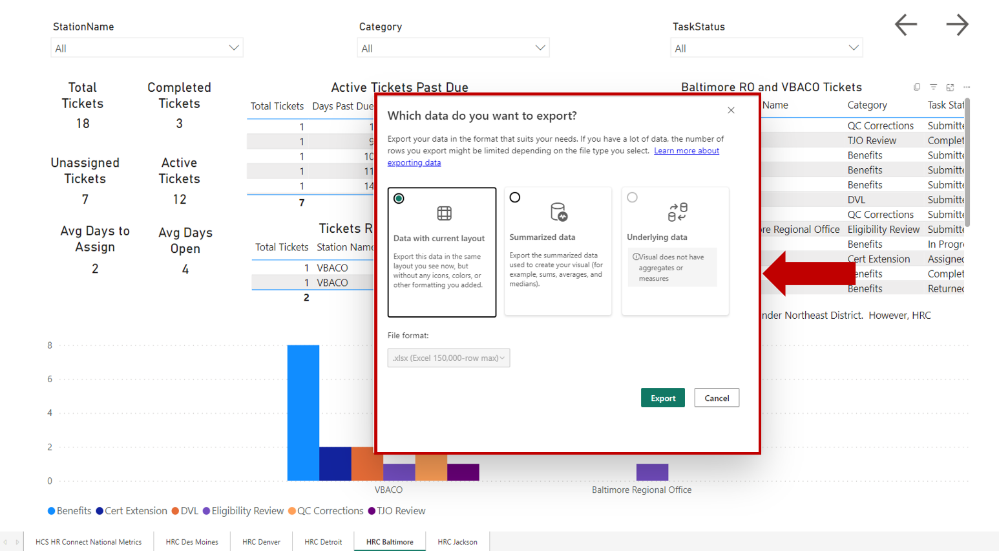 StationName
All
Category
All
TaskStatus
All
Total
Tickets
18
Completed
Tickets
3
Unassigned
Tickets
7
Active
Tickets
12
Avg Days to
Assign
2
Avg Days
Open
4
Active Tickets Past Due
Total Tickets Days Past Due
1 1
1 9
1 10
1 11
1 14
7
Tickets R
Total Tickets Station Name
1 VBACO
1 VBACO
2
Baltimore RO and VBACO Tickets
Name Category Task Stat
QC Corrections Submitte
TJO Review Complet
Benefits Submitte
Benefits Submitte
Benefits Submitte
DVL Submitte
QC Corrections Submitte
re Regional Office Eligibility Review Submitte
Benefits In Progr
Cert Extension Assigned
enefits Complet
Benefits Returned
nder Northeast District. However, HRC
Which data do you want to export?
Export your data in the format that suits your needs. If you have a lot of data, the number of
rows you export might be limited depending on the file type you select. Learn more about
exporting data
Data with current layout
Export this data in the same
layout you see now, but
without any icons, colors, or
other formatting you added.
Summarized data
Export the summarized data
used to create your visual (for
example, sums, averages, and
medians).
Underlying data
Visual does not have
aggregates or
measures
File format:
.xlsx (Excel 150,000-row max)
Export
Cancel
8
6
4
2
0
VBACO
Baltimore Regional Office
Benefits Cert Extension DVL Eligibility Review QC Corrections TJO Review
HCS HR Connect National Metrics HRC Des Moines HRC Denver HRC Detroit HRC Baltimore HRC Jackson